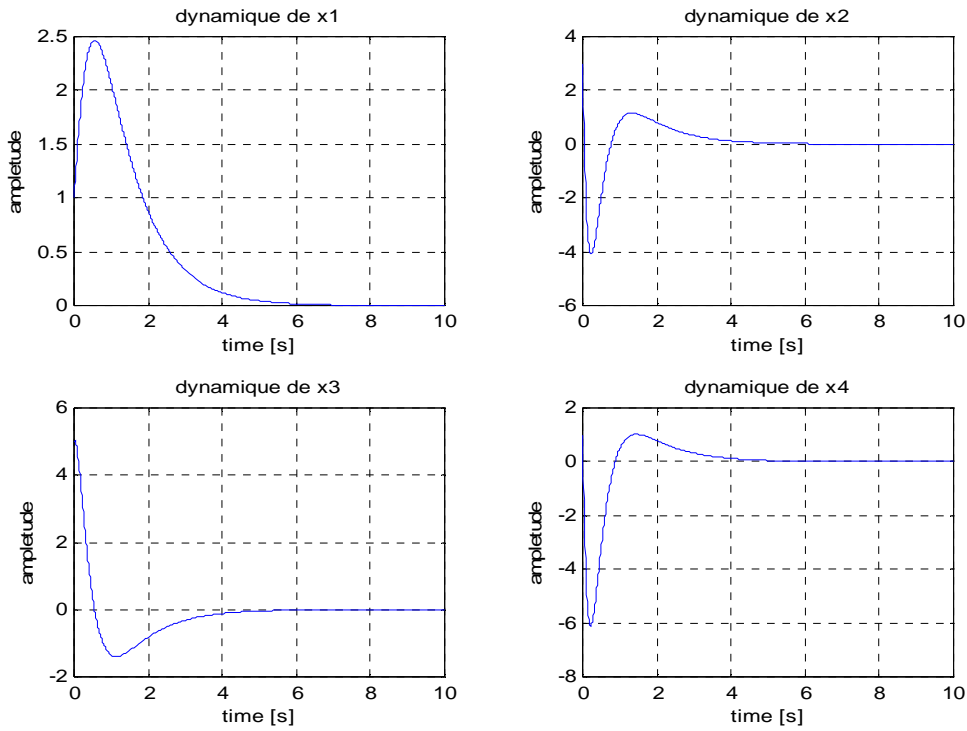 dynamique de x1
2.5
2
1.5
1
0.5
0
0 2 4 6 8 10
ampletude
time [s]
dynamique de x2
4
2
0
-2
-4
-6
0 2 4 6 8 10
ampletude
time [s]
dynamique de x3
6
4
2
0
-2
0 2 4 6 8 10
ampletude
time [s]
dynamique de x4
2
0
-2
-4
-6
-8
0 2 4 6 8 10
ampletude
time [s]